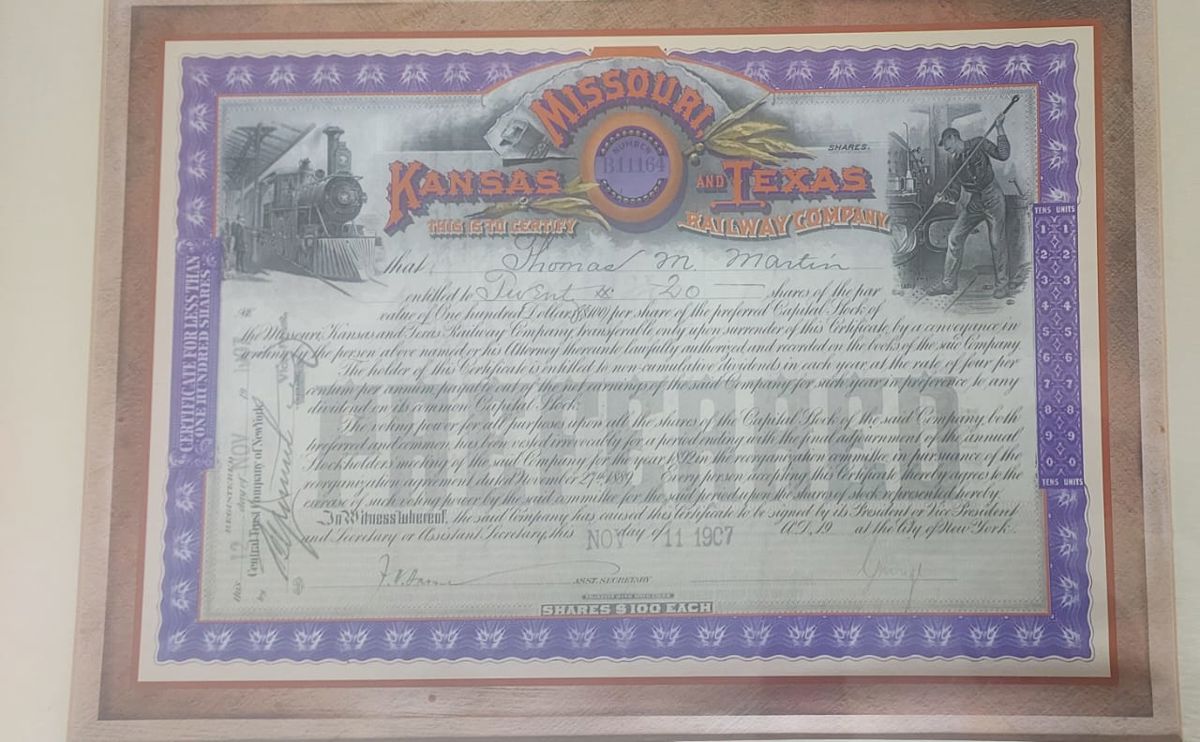 MISSOURI,
NUMBER
B11164
SHARES.
KANSAS AND TEXAS
THIS IS TO CERTIFY RAILWAY COMPANY
that, Thomas M. Martin
entitled to Twenty 20 shares of the par
value of One hundred Dollars ($100) per share of the preferred Capital Stock of
the Missouri, Kansas and Texas Railway Company, transferable only upon surrender of this Certificate, by a conveyance in
writing by the person above named, or his Attorney thereunto lawfully authorized and recorded on the books of the said Company.
The holder of this Certificate is entitled to non-cumulative dividends in each year at the rate of four per
centum per annum, payable out of the net earnings of the said Company for such year in preference to any
dividend on its common Capital Stock.
The voting power for all purposes upon all the shares of the Capital Stock of the said Company, both
preferred and common, has been vested irrevocably for a period ending with the final adjournment of the annual
Stockholders meeting of the said Company for the year 1892 in the reorganization committee, in pursuance of the
reorganization agreement dated November 27th 1889. Every person accepting this Certificate hereby agrees to the
exercise of such voting power by the said committee for the said period upon the shares of stock represented hereby.
In Witness whereof, the said Company has caused this Certificate to be signed by its President or Vice President
and Secretary or Assistant Secretary, this day of A.D. 19 at the City of New York.
NOV 11 1907
ASST. SECRETARY
SHARES $100 EACH
CERTIFICATE FOR LESS THAN
ONE HUNDRED SHARES
REGISTERED
this 12 day of NOV 19
Central Trust Company of New York
by
TENS UNITS
1 1
2 2
3 3
4 4
5 5
6 6
7 7
8 8
9 9
0 0
TENS UNITS